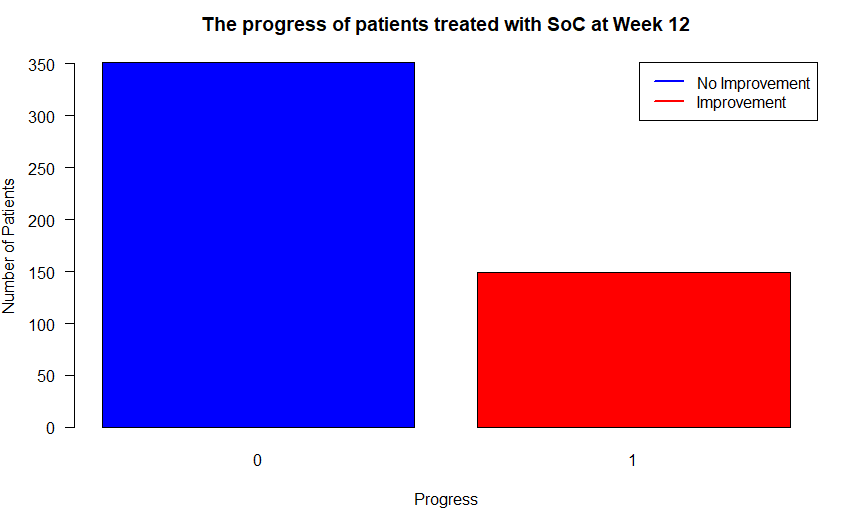 The progress of patients treated with SoC at Week 12
No Improvement
Improvement
Number of Patients
350
300
250
200
150
100
50
0
0
1
Progress